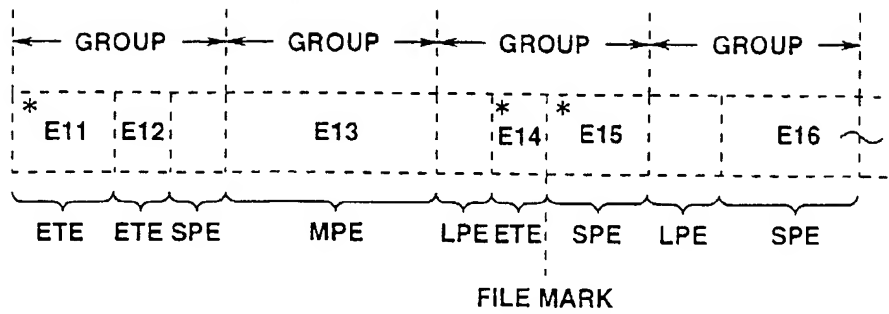 GROUP GROUP GROUP GROUP
* E11 E12 E13 * E14 * E15 E16
ETE ETE SPE MPE LPE ETE SPE LPE SPE
FILE MARK